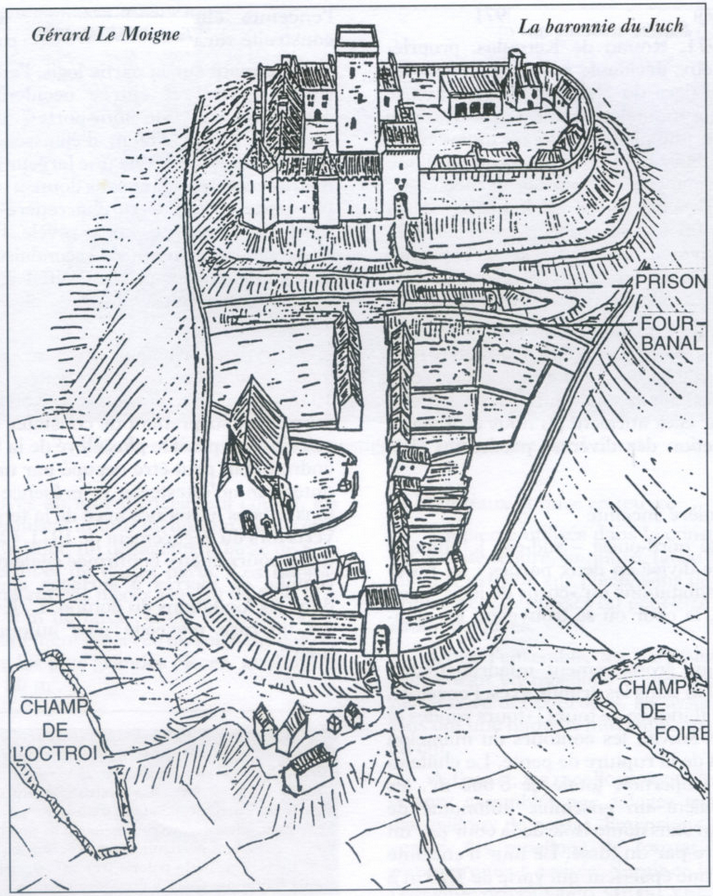 Gérard Le Moigne
La baronnie du Juch
PRISON
FOUR
BANAL
CHAMP
DE
L'OCTROI
CHAMP
DE
FOIRE